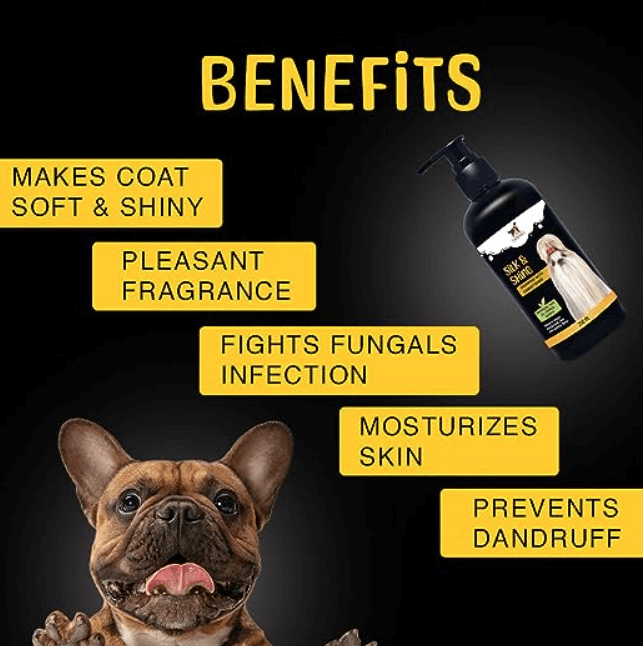 BENEFiTS
MAKES COAT
SOFT & SHINY
PLEASANT
FRAGRANCE
FIGHTS FUNGALS
INFECTION
MOSTURIZES
SKIN
PREVENTS
DANDRUFF
SILK &
SHINE